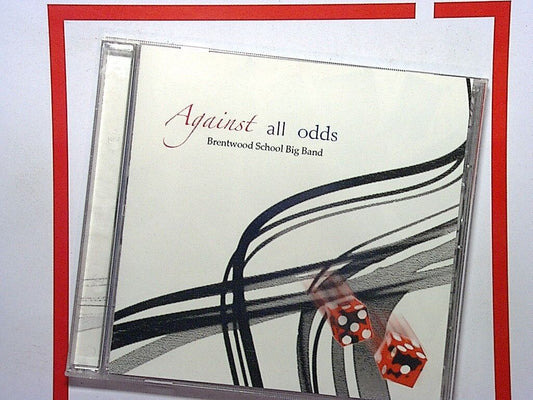 Against all odds
Brentwood School Big Band